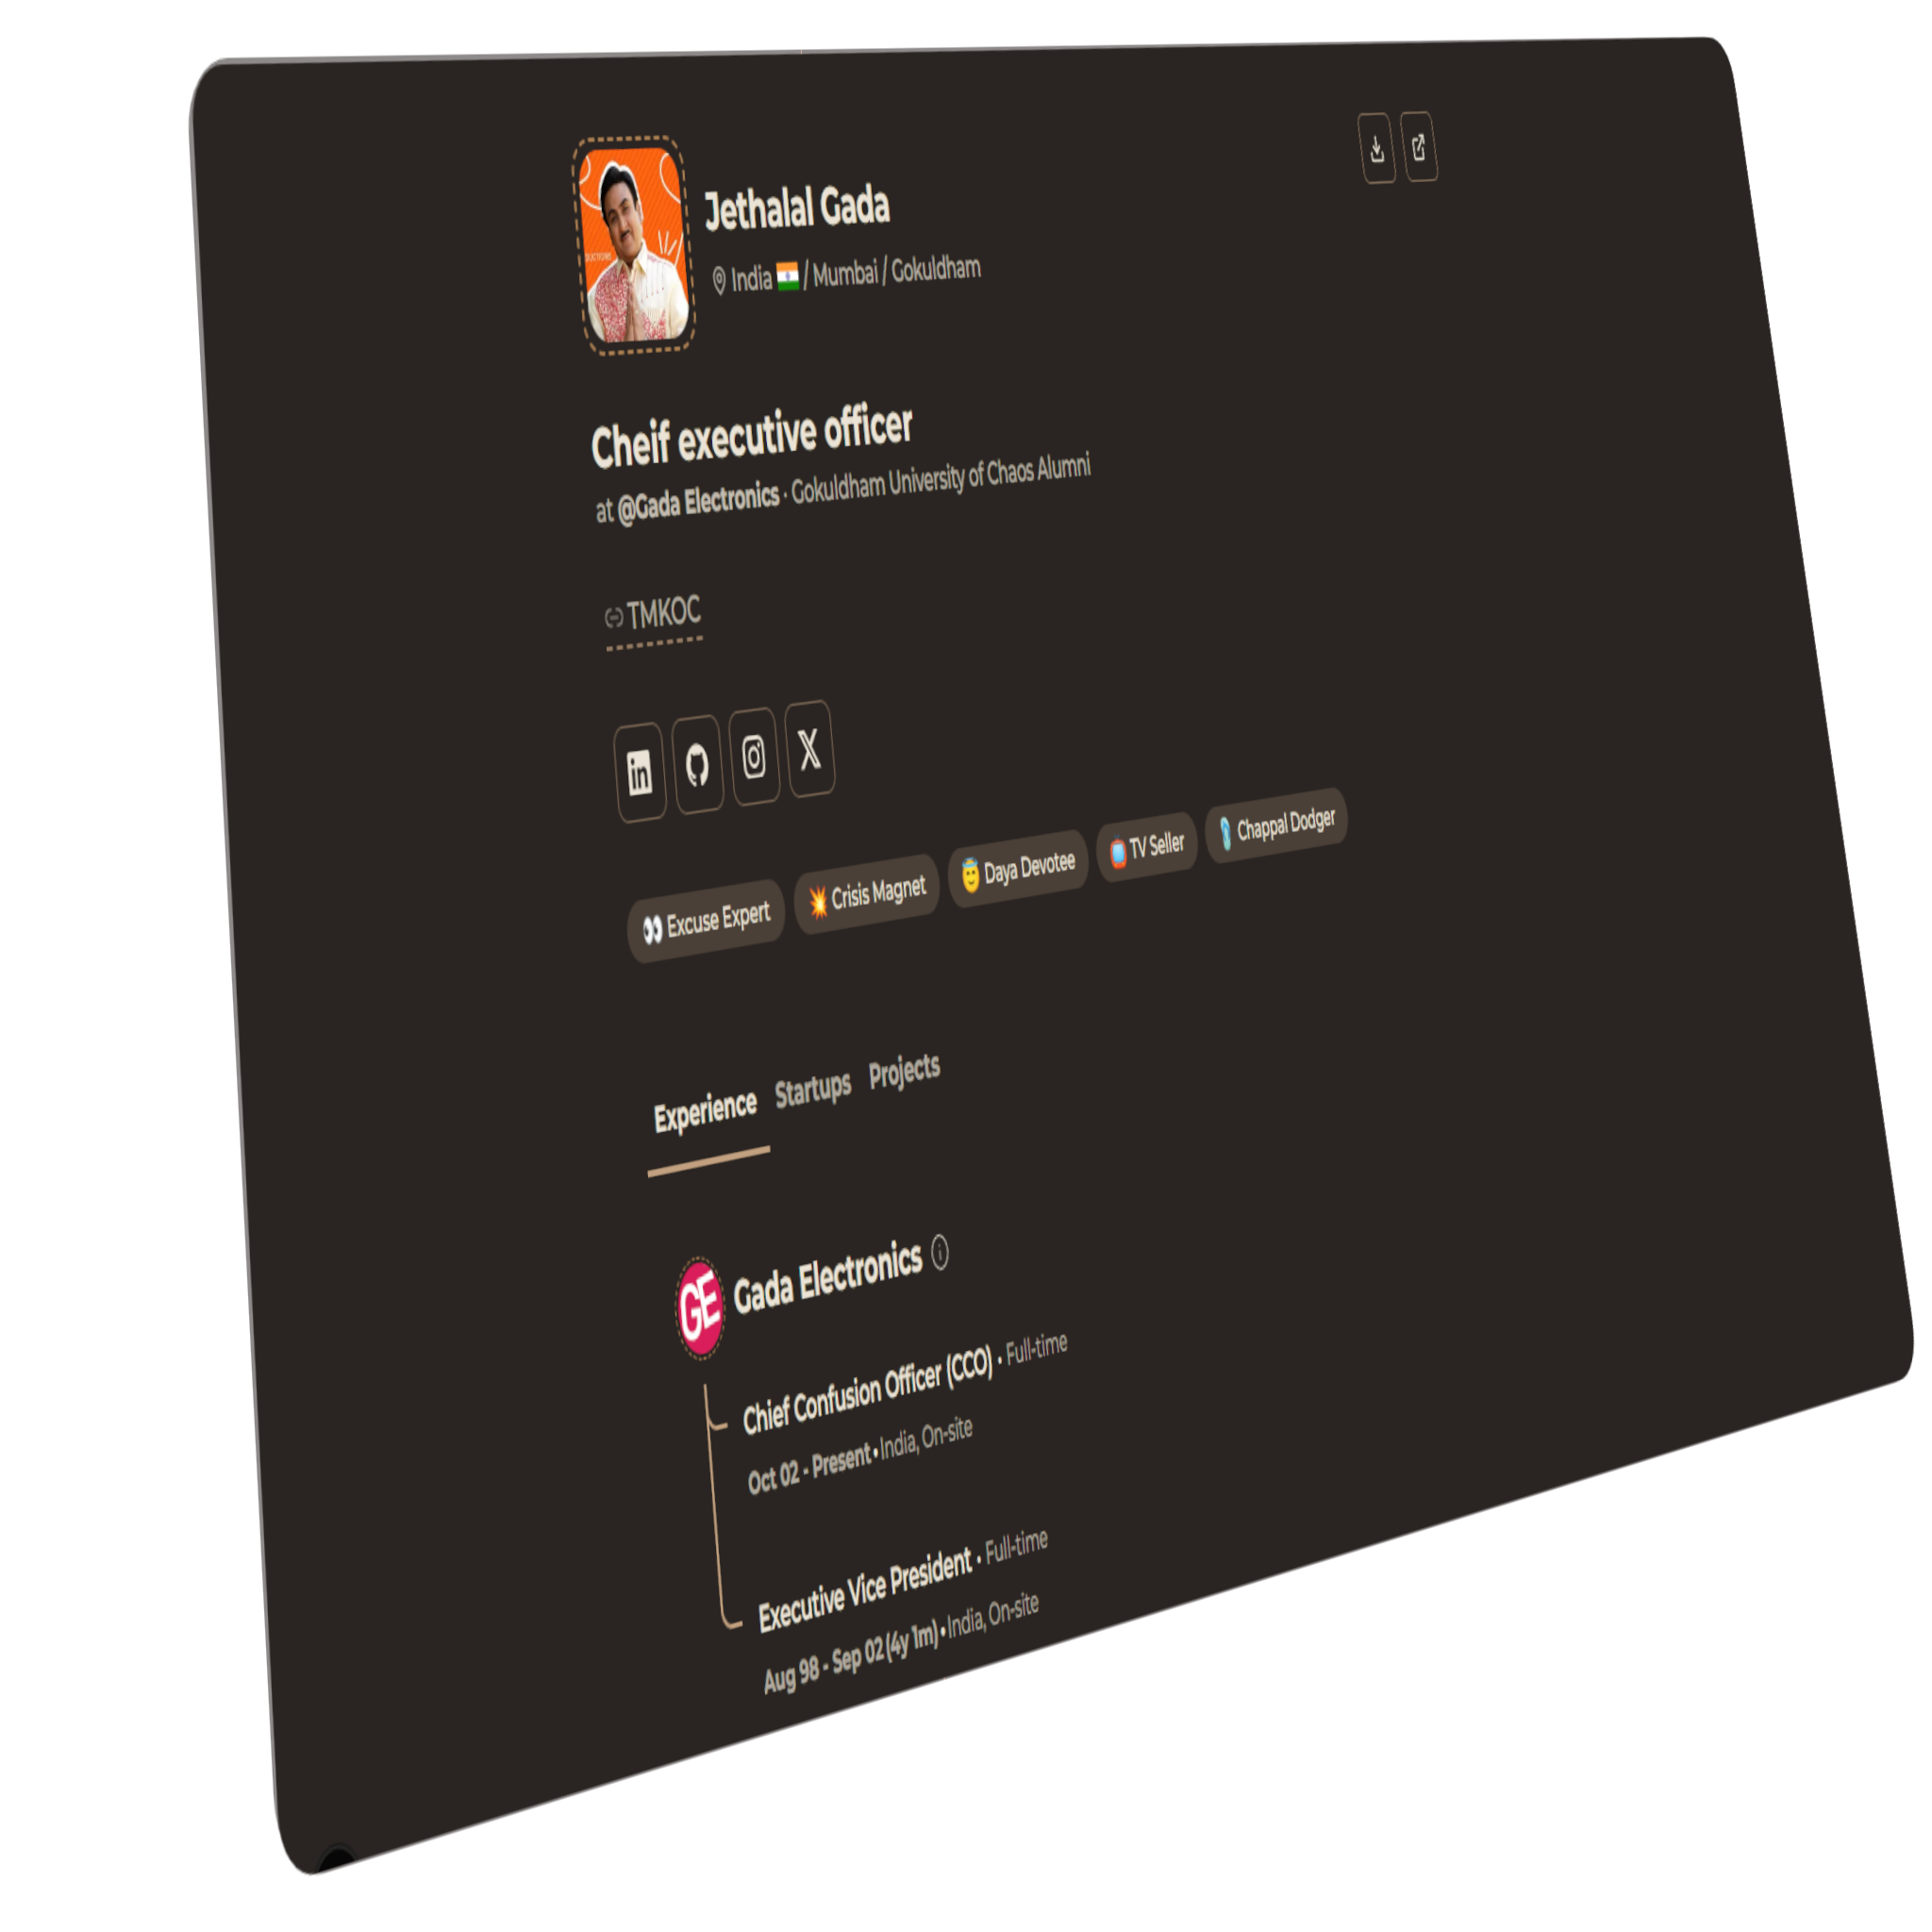 Jethalal Gada
India 🇮🇳 / Mumbai / Gokuldham
Cheif executive officer
at @Gada Electronics · Gokuldham University of Chaos Alumni
TMKOC
👀 Excuse Expert
💥 Crisis Magnet
😇 Daya Devotee
📺 TV Seller
🩴 Chappal Dodger
Experience Startups Projects
GE
Gada Electronics
Chief Confusion Officer (CCO) • Full-time
Oct 02 - Present • India, On-site
Executive Vice President • Full-time
Aug 98 - Sep 02 (4y 1m) • India, On-site